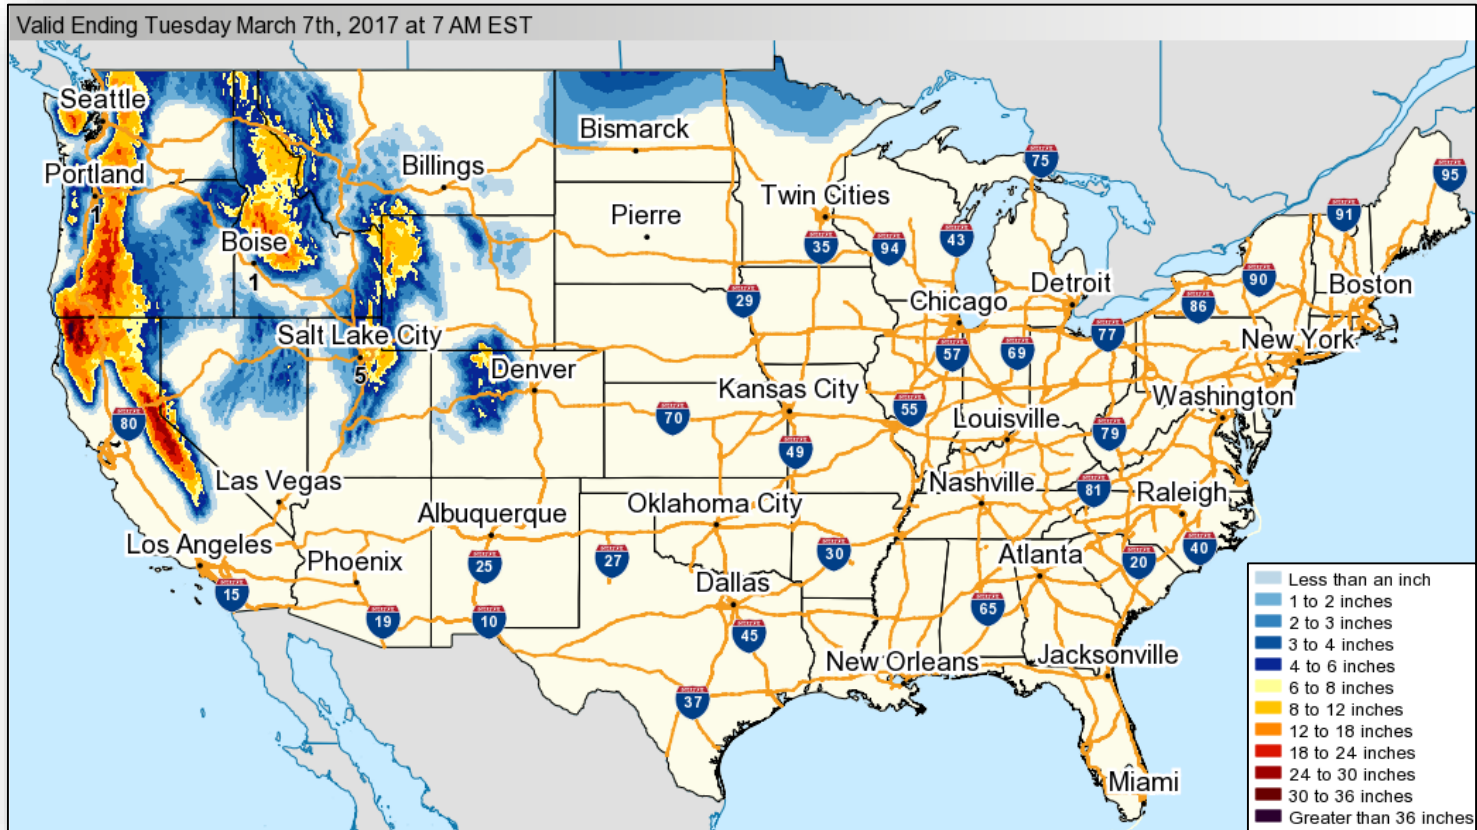 Valid Ending Tuesday March 7th, 2017 at 7 AM EST
Seattle
Portland
1
Boise
1
Billings
Bismarck
Pierre
Twin Cities
75
95
91
35
94
43
29
Chicago
Detroit
90
86
Boston
Salt Lake City
5
Denver
57
69
77
New York
80
70
Kansas City
55
Louisville
79
Washington
49
Las Vegas
Albuquerque
Oklahoma City
Nashville
81
Raleigh
Los Angeles
Phoenix
15
19
25
10
27
30
Dallas
45
Atlanta
20
40
65
37
New Orleans
Jacksonville
Miami
Less than an inch
1 to 2 inches
2 to 3 inches
3 to 4 inches
4 to 6 inches
6 to 8 inches
8 to 12 inches
12 to 18 inches
18 to 24 inches
24 to 30 inches
30 to 36 inches
Greater than 36 inches